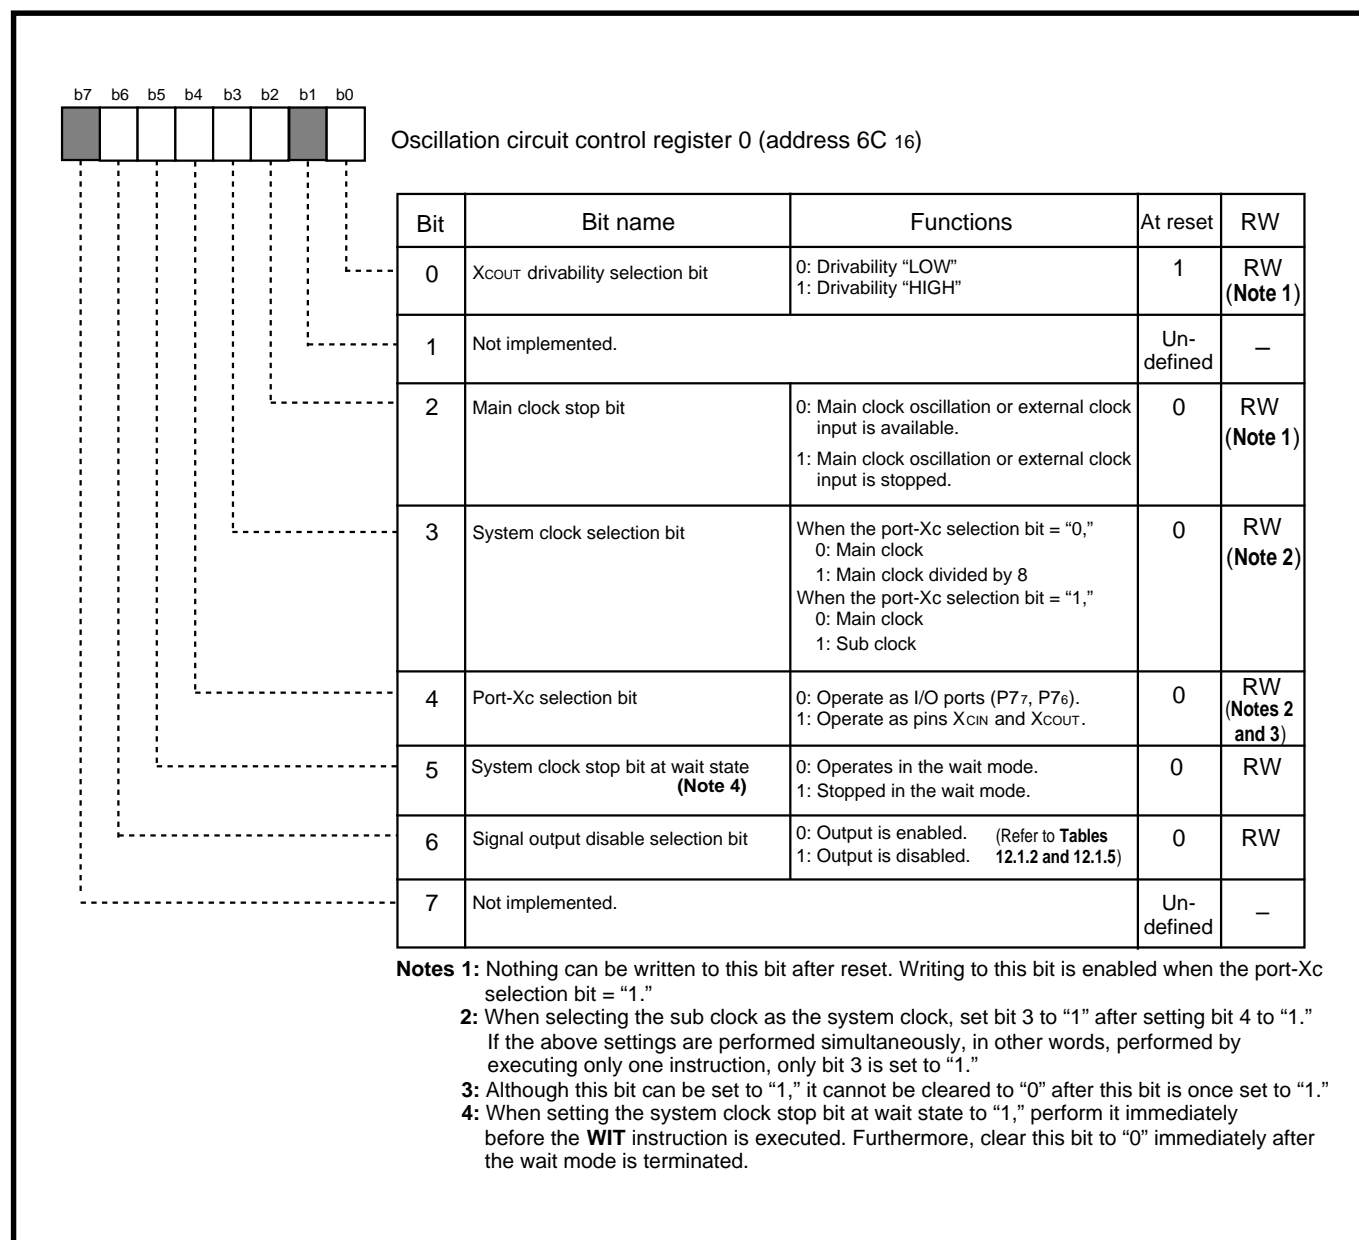 b7 b6 b5 b4 b3 b2 b1 b0
Oscillation circuit control register 0 (address 6C 16)
Bit Bit name Functions At reset RW
0 XCOUT drivability selection bit 0: Drivability “LOW” 1 RW
1: Drivability “HIGH” (Note 1)
1 Not implemented. Un-
defined –
2 Main clock stop bit 0: Main clock oscillation or external clock 0 RW
input is available. (Note 1)
1: Main clock oscillation or external clock
input is stopped.
3 System clock selection bit When the port-Xc selection bit = “0,” 0 RW
0: Main clock (Note 2)
1: Main clock divided by 8
When the port-Xc selection bit = “1,”
0: Main clock
1: Sub clock
4 Port-Xc selection bit 0: Operate as I/O ports (P77, P76). 0 RW
1: Operate as pins XCIN and XCOUT. (Notes 2
and 3)
5 System clock stop bit at wait state 0: Operates in the wait mode. 0 RW
(Note 4) 1: Stopped in the wait mode.
6 Signal output disable selection bit 0: Output is enabled. (Refer to Tables 0 RW
1: Output is disabled. 12.1.2 and 12.1.5)
7 Not implemented. Un-
defined –
Notes 1: Nothing can be written to this bit after reset. Writing to this bit is enabled when the port-Xc
selection bit = “1.”
2: When selecting the sub clock as the system clock, set bit 3 to “1” after setting bit 4 to “1.”
If the above settings are performed simultaneously, in other words, performed by
executing only one instruction, only bit 3 is set to “1.”
3: Although this bit can be set to “1,” it cannot be cleared to “0” after this bit is once set to “1.”
4: When setting the system clock stop bit at wait state to “1,” perform it immediately
before the WIT instruction is executed. Furthermore, clear this bit to “0” immediately after
the wait mode is terminated.